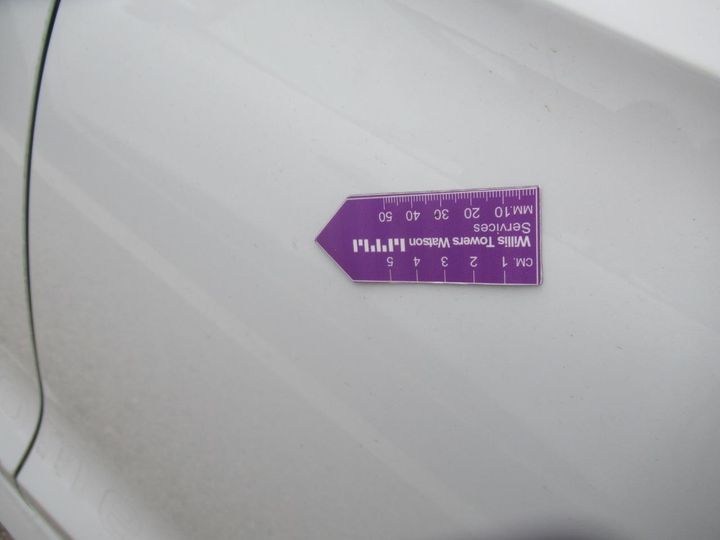 CM. 1 2 3 4 5
Willis Towers Watson
Services
MM.10 20 30 40 50